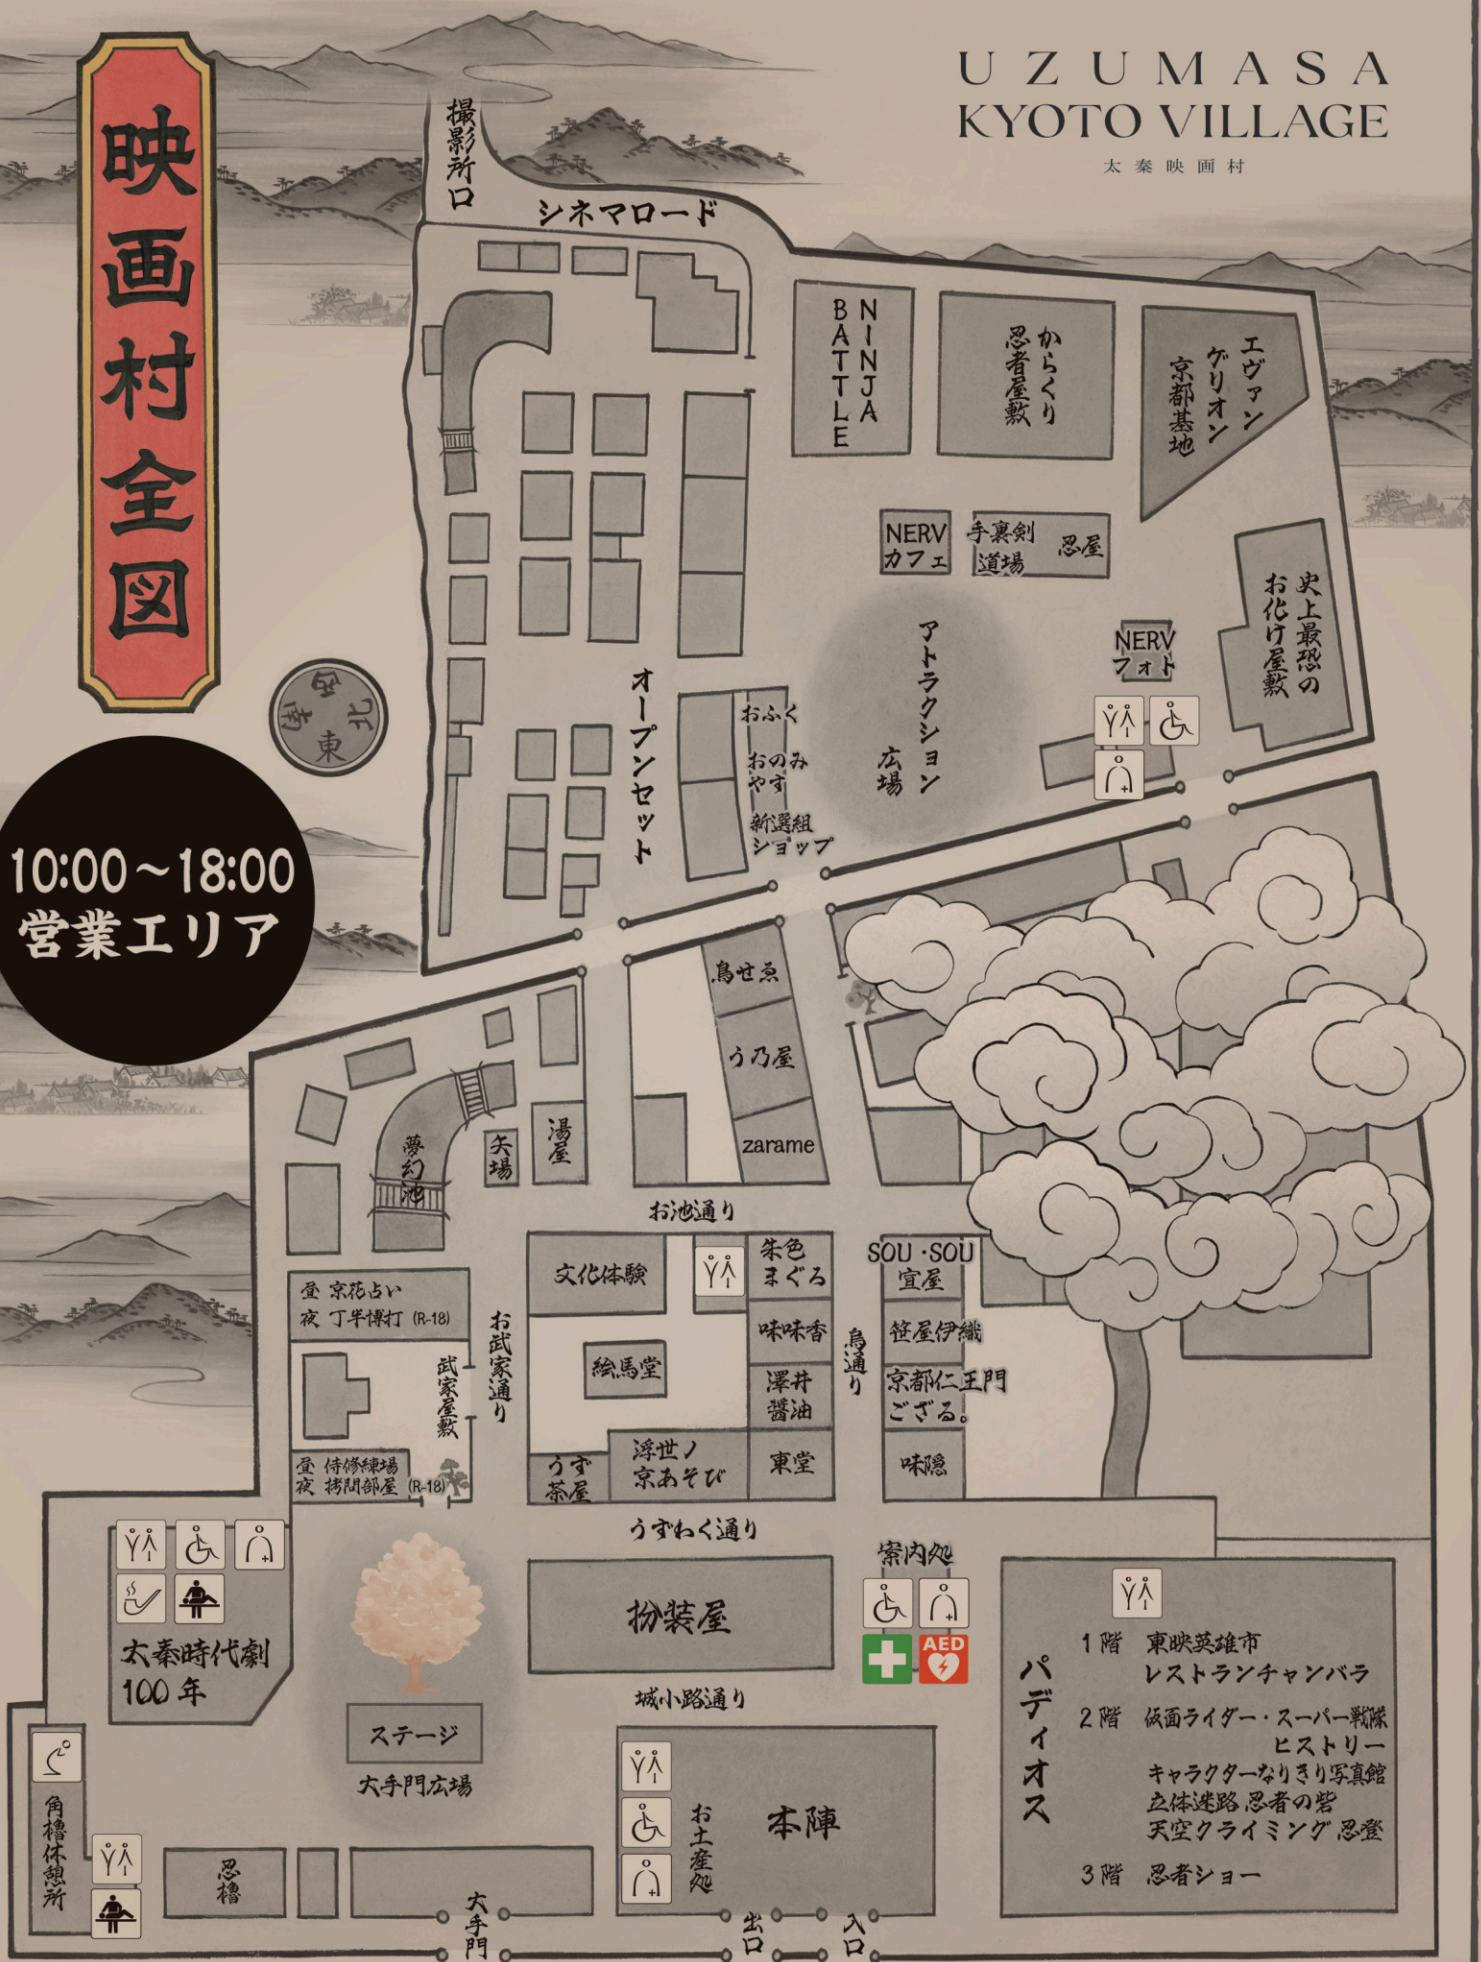 映画村全図
UZUMASA
KYOTO VILLAGE
太秦映画村
撮影所口
シネマロード
NINJA
BATTLE
からくり
忍者屋敷
エヴァン
ゲリオン
京都基地
NERV
カフェ
手裏剣
道場
忍屋
史上最恐の
お化け屋敷
NERV
フォト
アトラクション
広場
オープンセット
おふく
おのみ
やす
新選組
ショップ
西
南
北
東
10:00～18:00
営業エリア
鳥せゑ
う乃屋
zarame
湯屋
矢場
夢幻池
お池通り
文化体験
朱色
まぐろ
SOU・SOU
宣屋
昼 京花占い
夜 丁半博打 (R-18)
お武家通り
武家屋敷
絵馬堂
味味香
澤井
醤油
烏通り
笹屋伊織
京都仁王門
ござる。
昼 侍修練場
夜 拷問部屋 (R-18)
うず
茶屋
浮世ノ
京あそび
東堂
味隠
うずわく通り
案内処
扮装屋
AED
太秦時代劇
100年
ステージ
大手門広場
城小路通り
パディオス
1階 東映英雄市
レストランチャンバラ
2階 仮面ライダー・スーパー戦隊
ヒストリー
キャラクターなりきり写真館
立体迷路 忍者の砦
天空クライミング 忍登
3階 忍者ショー
本陣
お土産処
角櫓休憩所
忍櫓
大手門
出口
入口